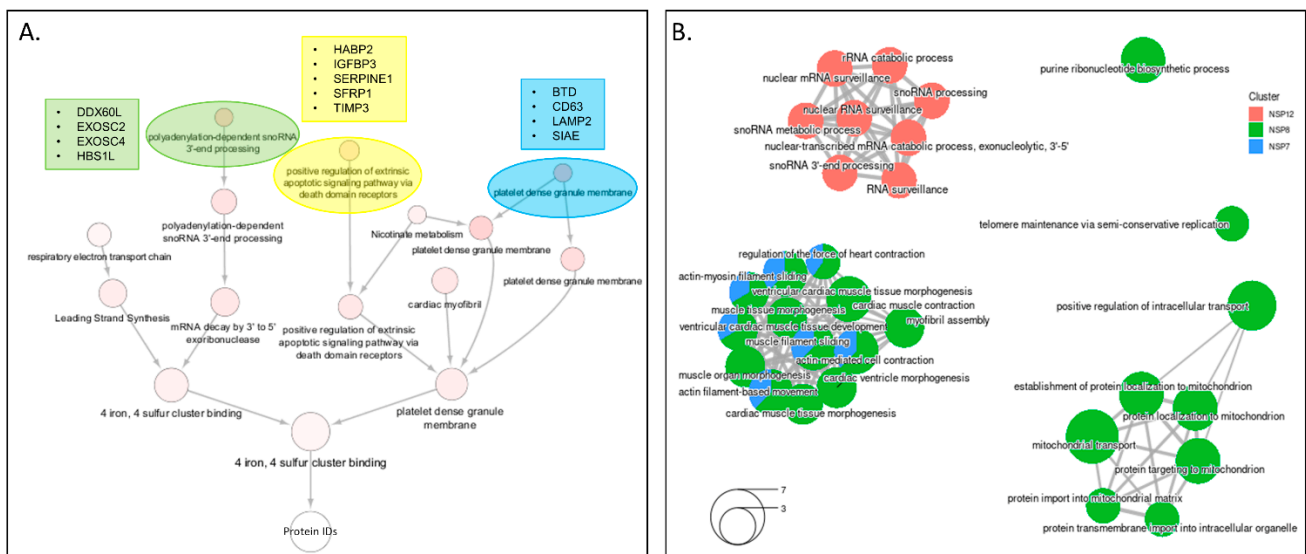 A.
• DDX60L
• EXOSC2
• EXOSC4
• HBS1L
• HABP2
• IGFBP3
• SERPINE1
• SFRP1
• TIMP3
• BTD
• CD63
• LAMP2
• SIAE
polyadenylation-dependent snoRNA
3'-end processing
positive regulation of extrinsic
apoptotic signaling pathway via
death domain receptors
platelet dense granule membrane
polyadenylation-dependent
snoRNA 3'-end processing
Nicotinate metabolism
platelet dense granule membrane
platelet dense granule membrane
respiratory electron transport chain
cardiac myofibril
Leading Strand Synthesis
mRNA decay by 3' to 5'
exoribonuclease
positive regulation of extrinsic
apoptotic signaling pathway via
death domain receptors
4 iron, 4 sulfur cluster binding
platelet dense granule
membrane
4 iron, 4 sulfur cluster binding
Protein IDs
B.
rRNA catabolic process
nuclear mRNA surveillance
snoRNA processing
nuclear RNA surveillance
snoRNA metabolic process
nuclear-transcribed mRNA catabolic process, exonucleolytic, 3'-5'
snoRNA 3'-end processing
RNA surveillance
purine ribonucleotide biosynthetic process
Cluster
NSP12
NSP8
NSP7
telomere maintenance via semi-conservative replication
regulation of the force of heart contraction
actin-myosin filament sliding
ventricular cardiac muscle tissue morphogenesis
cardiac muscle contraction
muscle tissue morphogenesis
myofibril assembly
ventricular cardiac muscle tissue development
muscle filament sliding
actin-mediated cell contraction
muscle organ morphogenesis
cardiac ventricle morphogenesis
actin filament-based movement
cardiac muscle tissue morphogenesis
positive regulation of intracellular transport
establishment of protein localization to mitochondrion
protein localization to mitochondrion
mitochondrial transport
protein targeting to mitochondrion
protein import into mitochondrial matrix
protein transmembrane import into intracellular organelle
7
3